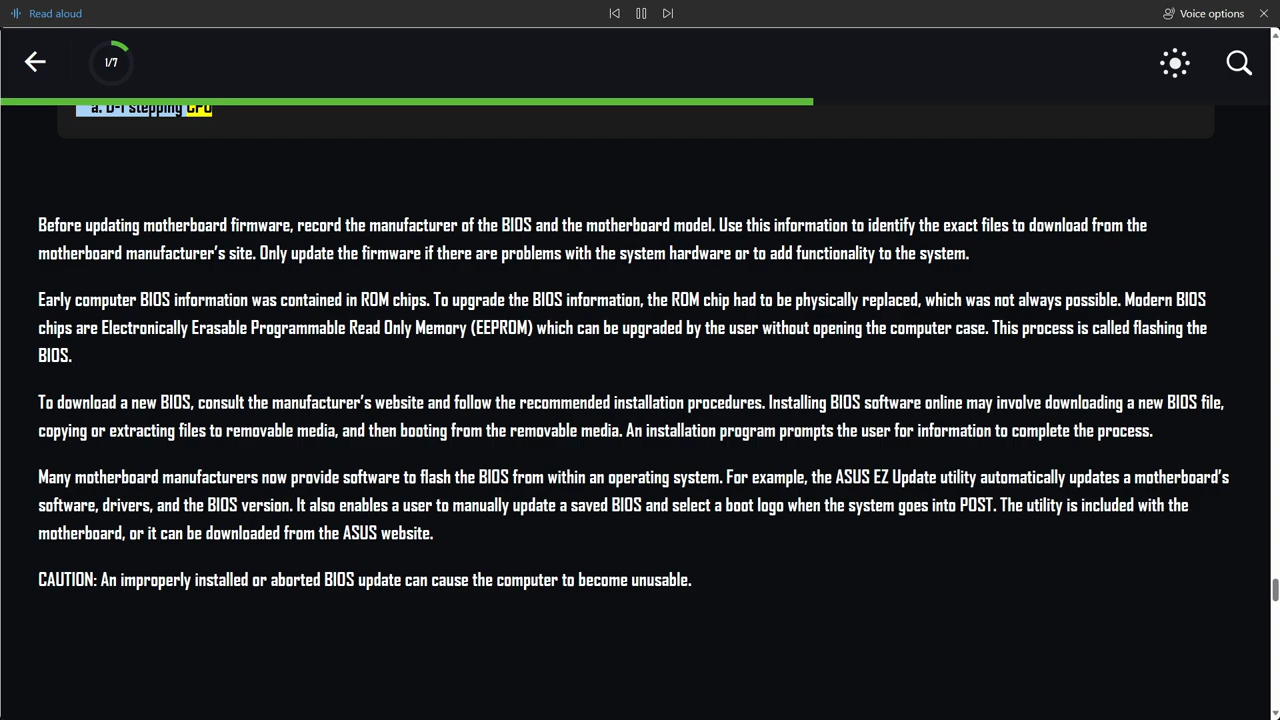 Read aloud
Voice options
1/7
a. D-1 stepping CPU
Before updating motherboard firmware, record the manufacturer of the BIOS and the motherboard model. Use this information to identify the exact files to download from the
motherboard manufacturer’s site. Only update the firmware if there are problems with the system hardware or to add functionality to the system.
Early computer BIOS information was contained in ROM chips. To upgrade the BIOS information, the ROM chip had to be physically replaced, which was not always possible. Modern BIOS
chips are Electronically Erasable Programmable Read Only Memory (EEPROM) which can be upgraded by the user without opening the computer case. This process is called flashing the
BIOS.
To download a new BIOS, consult the manufacturer’s website and follow the recommended installation procedures. Installing BIOS software online may involve downloading a new BIOS file,
copying or extracting files to removable media, and then booting from the removable media. An installation program prompts the user for information to complete the process.
Many motherboard manufacturers now provide software to flash the BIOS from within an operating system. For example, the ASUS EZ Update utility automatically updates a motherboard’s
software, drivers, and the BIOS version. It also enables a user to manually update a saved BIOS and select a boot logo when the system goes into POST. The utility is included with the
motherboard, or it can be downloaded from the ASUS website.
CAUTION: An improperly installed or aborted BIOS update can cause the computer to become unusable.